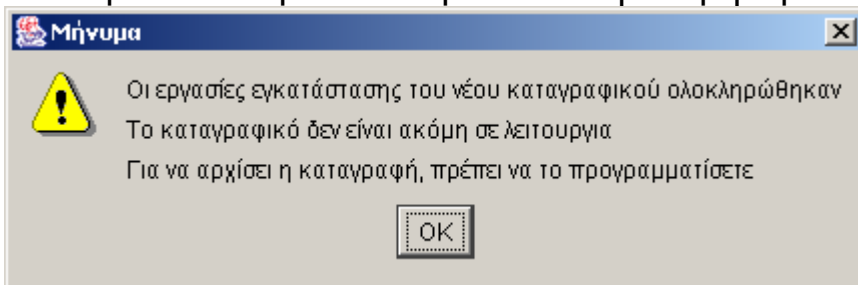 Μήνυμα
Οι εργασίες εγκατάστασης του νέου καταγραφικού ολοκληρώθηκαν
Το καταγραφικό δεν είναι ακόμη σε λειτουργια
Για να αρχίσει η καταγραφή, πρέπει να το προγραμματίσετε
OK